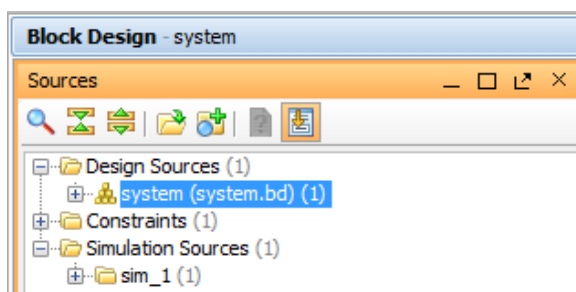 Block Design - system
Sources
Design Sources (1)
system (system.bd) (1)
Constraints (1)
Simulation Sources (1)
sim_1 (1)